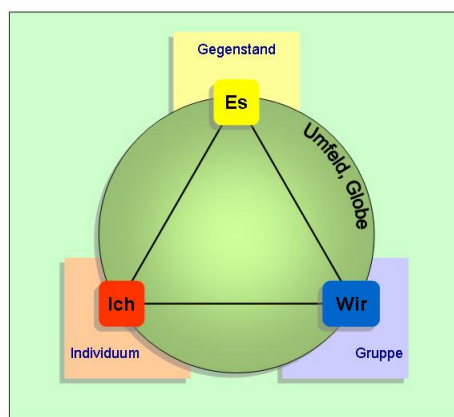 Gegenstand
Es
Umfeld, Globe
Ich
Wir
Individuum
Gruppe